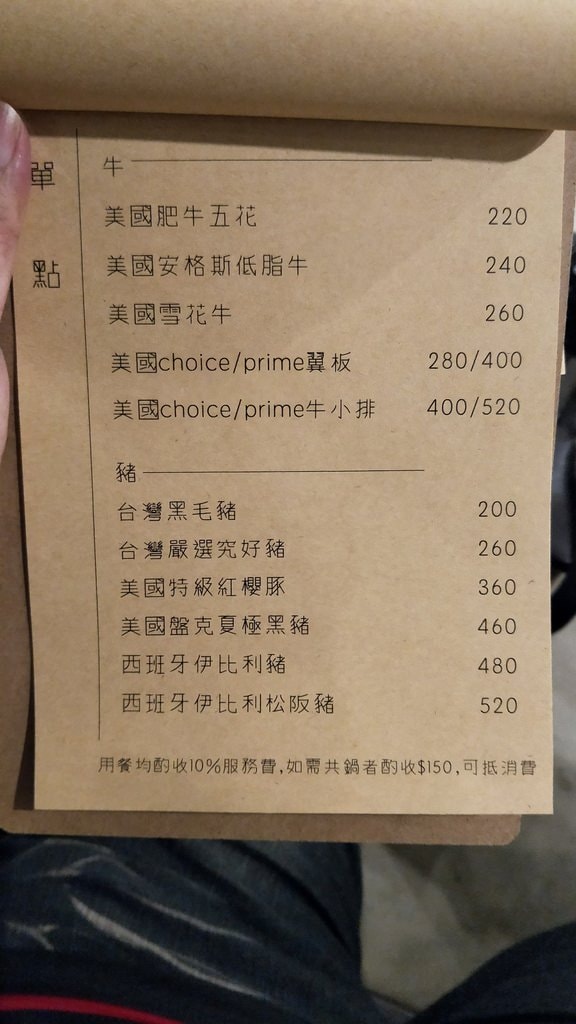 單點
牛
美國肥牛五花 220
美國安格斯低脂牛 240
美國雪花牛 260
美國choice/prime翼板 280/400
美國choice/prime牛小排 400/520
豬
台灣黑毛豬 200
台灣嚴選究好豬 260
美國特級紅櫻豚 360
美國盤克夏極黑豬 460
西班牙伊比利豬 480
西班牙伊比利松阪豬 520
用餐均酌收10%服務費,如需共鍋者酌收$150,可抵消費